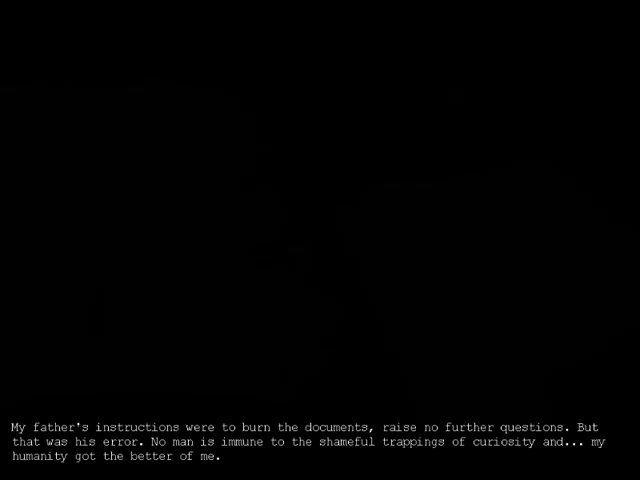 My father's instructions were to burn the documents, raise no further questions. But
that was his error. No man is immune to the shameful trappings of curiosity and... my
humanity got the better of me.